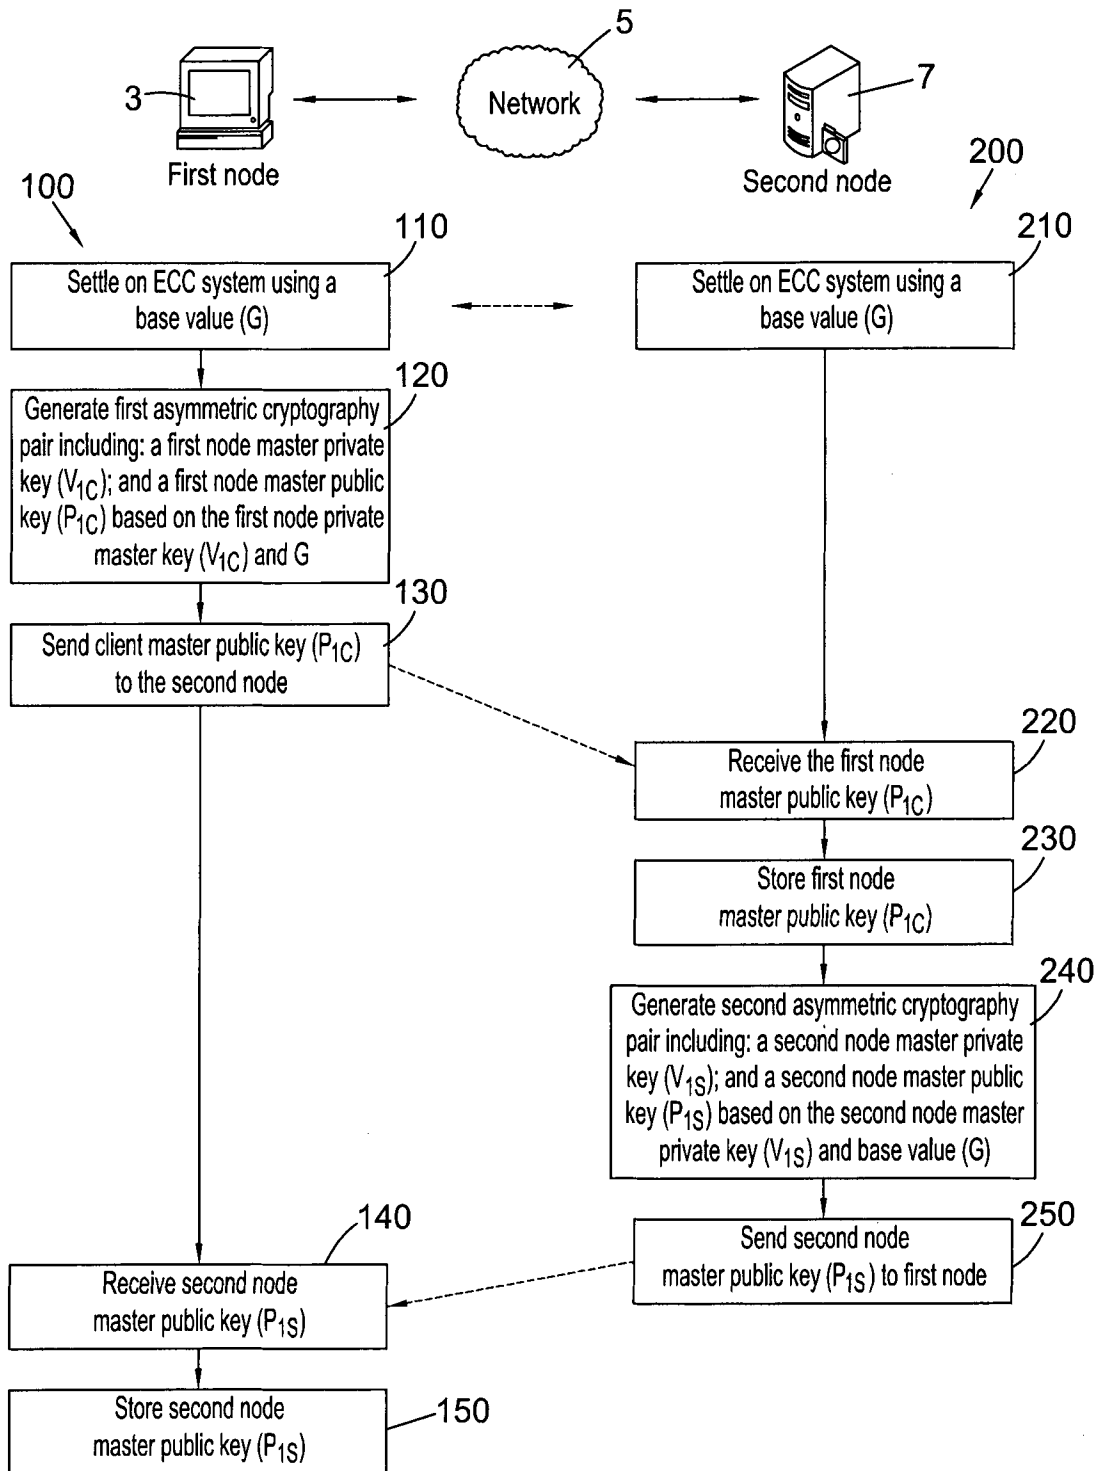 5
3
Network
7
First node
Second node
100
200
110
210
Settle on ECC system using a
base value (G)
Settle on ECC system using a
base value (G)
120
Generate first asymmetric cryptography
pair including: a first node master private
key (V1C); and a first node master public
key (P1C) based on the first node private
master key (V1C) and G
130
Send client master public key (P1C)
to the second node
220
Receive the first node
master public key (P1C)
230
Store first node
master public key (P1C)
240
Generate second asymmetric cryptography
pair including: a second node master private
key (V1S); and a second node master public
key (P1S) based on the second node master
private key (V1S) and base value (G)
250
Send second node
master public key (P1S) to first node
140
Receive second node
master public key (P1S)
150
Store second node
master public key (P1S)